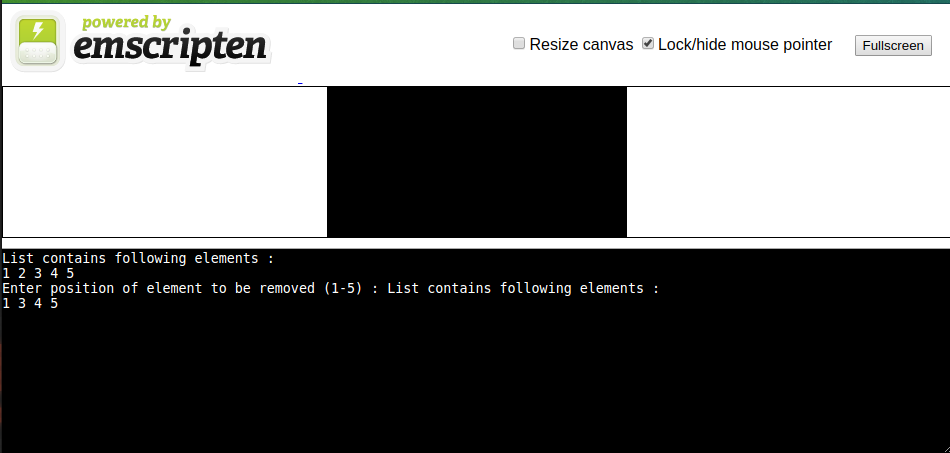 powered by
emscripten
Resize canvas Lock/hide mouse pointer Fullscreen
List contains following elements :
1 2 3 4 5
Enter position of element to be removed (1-5) : List contains following elements :
1 3 4 5